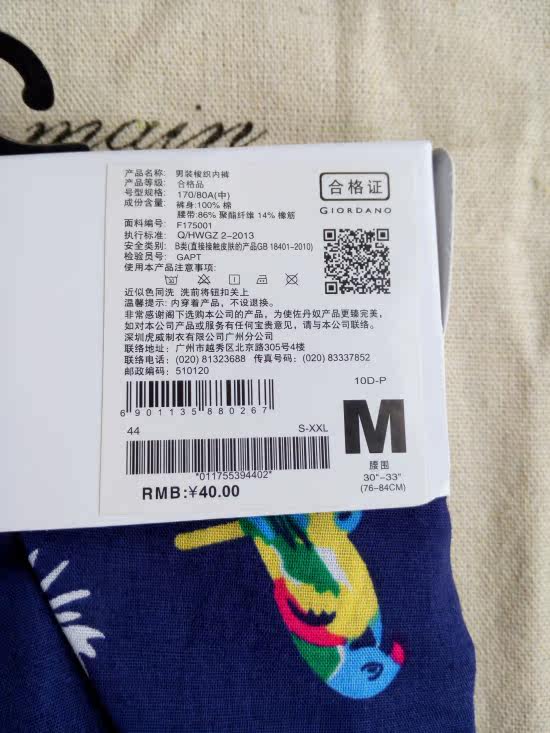 main
产品名称: 男装梭织内裤
产品等级: 合格品
号型规格: 170/80A(中)
成份含量: 裤身:100% 棉
腰带:86% 聚酯纤维 14% 橡筋
面料编号: F175001
执行标准: Q/HWGZ 2-2013
安全类别: B类(直接接触皮肤的产品GB 18401-2010)
检验员号: GAPT
使用本产品注意事项:
近似色同洗 洗前将钮扣关上
温馨提示: 内穿着产品，不设退换。
非常感谢阁下选购本公司的产品，为使佐丹奴产品更臻完美，
如对本公司产品或服务有任何宝贵意见，请与本公司联络。
深圳虎威制衣有限公司广州分公司
联络地址: 广州市越秀区北京路305号4楼
联络电话: (020) 81323688 传真号码: (020) 83337852
邮政编码: 510120
合格证
GIORDANO
6 901135 880267
10D-P
44
S-XXL
M
*011755394402*
腰围
30"-33"
(76-84CM)
RMB:¥40.00